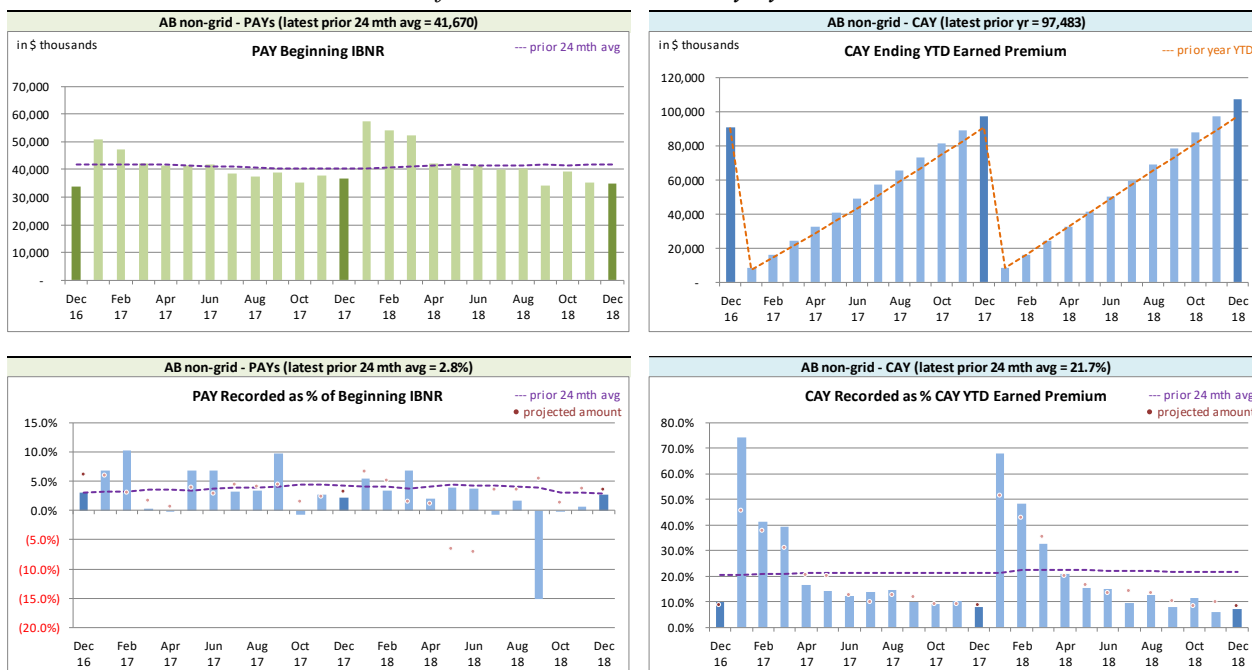 AB non-grid - PAYs (latest prior 24 mth avg = 41,670)
in $ thousands
PAY Beginning IBNR
--- prior 24 mth avg
70,000
60,000
50,000
40,000
30,000
20,000
10,000
-
Dec Feb Apr Jun Aug Oct Dec Feb Apr Jun Aug Oct Dec
16 17 17 17 17 17 17 18 18 18 18 18 18
AB non-grid - CAY (latest prior yr = 97,483)
in $ thousands
CAY Ending YTD Earned Premium
--- prior year YTD
120,000
100,000
80,000
60,000
40,000
20,000
-
Dec Feb Apr Jun Aug Oct Dec Feb Apr Jun Aug Oct Dec
16 17 17 17 17 17 17 18 18 18 18 18 18
AB non-grid - PAYs (latest prior 24 mth avg = 2.8%)
PAY Recorded as % of Beginning IBNR
--- prior 24 mth avg
• projected amount
15.0%
10.0%
5.0%
0.0%
(5.0%)
(10.0%)
(15.0%)
(20.0%)
Dec Feb Apr Jun Aug Oct Dec Feb Apr Jun Aug Oct Dec
16 17 17 17 17 17 17 18 18 18 18 18 18
AB non-grid - CAY (latest prior 24 mth avg = 21.7%)
CAY Recorded as % CAY YTD Earned Premium
--- prior 24 mth avg
• projected amount
80.0%
70.0%
60.0%
50.0%
40.0%
30.0%
20.0%
10.0%
0.0%
Dec Feb Apr Jun Aug Oct Dec Feb Apr Jun Aug Oct Dec
16 17 17 17 17 17 17 18 18 18 18 18 18